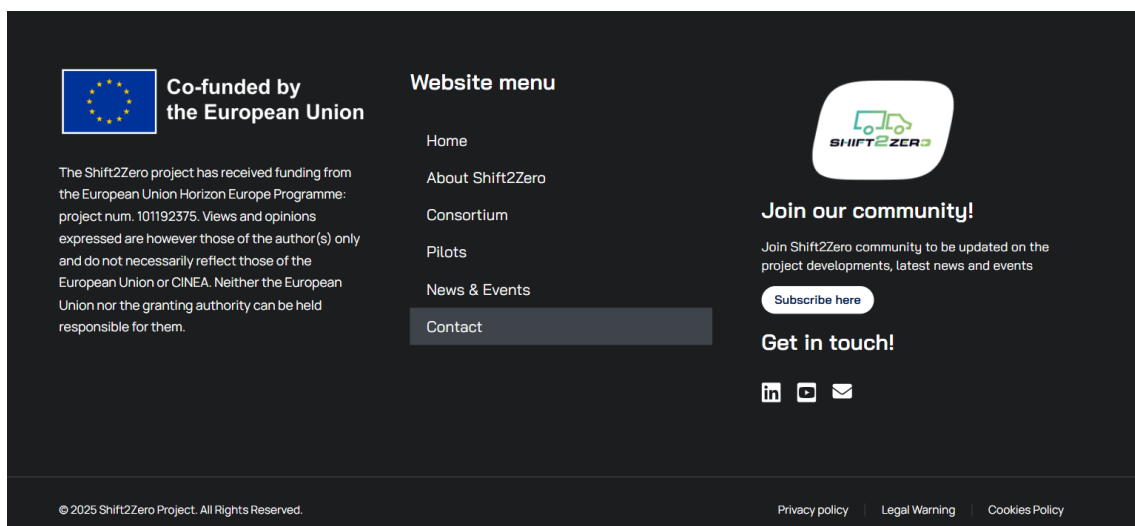 Co-funded by
the European Union
The Shift2Zero project has received funding from
the European Union Horizon Europe Programme:
project num. 101192375. Views and opinions
expressed are however those of the author(s) only
and do not necessarily reflect those of the
European Union or CINEA. Neither the European
Union nor the granting authority can be held
responsible for them.
Website menu
Home
About Shift2Zero
Consortium
Pilots
News & Events
Contact
SHIFT2ZERO
Join our community!
Join Shift2Zero community to be updated on the
project developments, latest news and events
Subscribe here
Get in touch!
in
© 2025 Shift2Zero Project. All Rights Reserved.
Privacy policy
Legal Warning
Cookies Policy